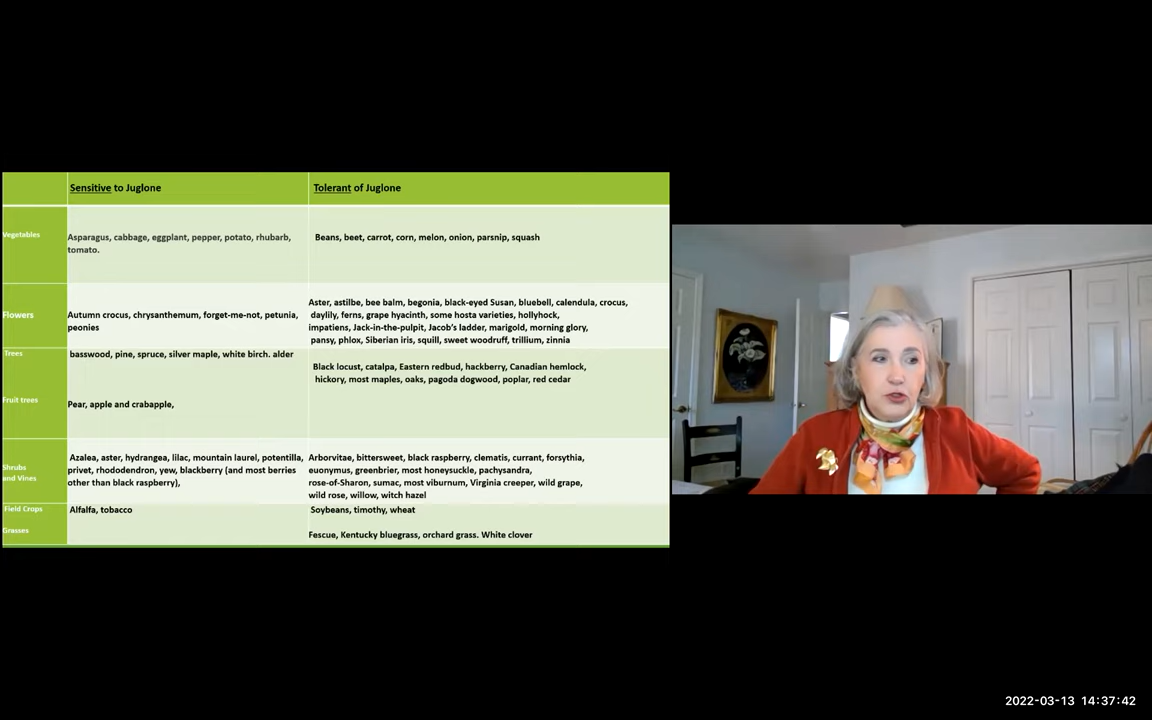 Sensitive to Juglone
Tolerant of Juglone
Vegetables
Asparagus, cabbage, eggplant, pepper, potato, rhubarb,
tomato.
Beans, beet, carrot, corn, melon, onion, parsnip, squash
Flowers
Autumn crocus, chrysanthemum, forget-me-not, petunia,
peonies
Aster, astilbe, bee balm, begonia, black-eyed Susan, bluebell, calendula, crocus,
daylily, ferns, grape hyacinth, some hosta varieties, hollyhock,
impatiens, Jack-in-the-pulpit, Jacob's ladder, marigold, morning glory,
pansy, phlox, Siberian iris, squill, sweet woodruff, trillium, zinnia
Trees
basswood, pine, spruce, silver maple, white birch. alder
Black locust, catalpa, Eastern redbud, hackberry, Canadian hemlock,
hickory, most maples, oaks, pagoda dogwood, poplar, red cedar
Fruit trees
Pear, apple and crabapple,
Shrubs
and Vines
Azalea, aster, hydrangea, lilac, mountain laurel, potentilla,
privet, rhododendron, yew, blackberry (and most berries
other than black raspberry),
Arborvitae, bittersweet, black raspberry, clematis, currant, forsythia,
euonymus, greenbrier, most honeysuckle, pachysandra,
rose-of-Sharon, sumac, most viburnum, Virginia creeper, wild grape,
wild rose, willow, witch hazel
Field Crops
Alfalfa, tobacco
Soybeans, timothy, wheat
Grasses
Fescue, Kentucky bluegrass, orchard grass. White clover
2022-03-13 14:37:42